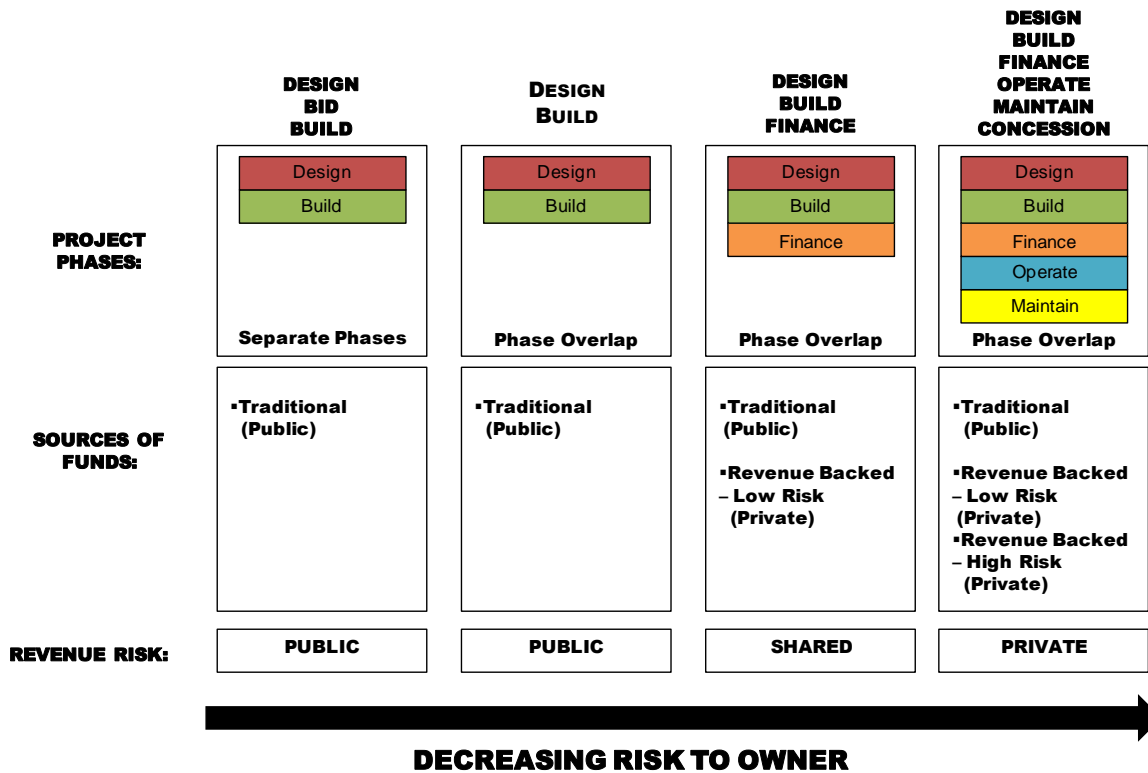 DESIGN
BID
BUILD
DESIGN
BUILD
DESIGN
BUILD
FINANCE
DESIGN
BUILD
FINANCE
OPERATE
MAINTAIN
CONCESSION
PROJECT
PHASES:
Design
Build
Separate Phases
Design
Build
Phase Overlap
Design
Build
Finance
Phase Overlap
Design
Build
Finance
Operate
Maintain
Phase Overlap
SOURCES OF
FUNDS:
▪Traditional
(Public)
▪Traditional
(Public)
▪Traditional
(Public)
▪Revenue Backed
– Low Risk
(Private)
▪Traditional
(Public)
▪Revenue Backed
– Low Risk
(Private)
▪Revenue Backed
– High Risk
(Private)
REVENUE RISK:
PUBLIC
PUBLIC
SHARED
PRIVATE
DECREASING RISK TO OWNER